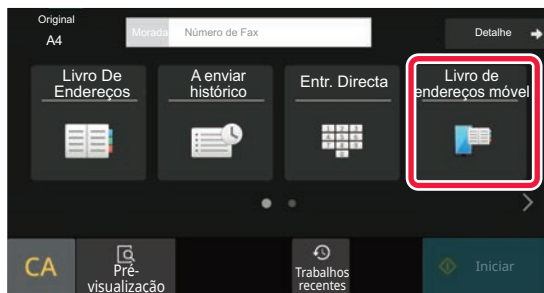 Original
A4
Morada
Número de Fax
Detalhe
Livro De
Endereços
A enviar
histórico
Entr. Directa
Livro de
endereços móvel
CA
Pré-
visualização
Trabalhos
recentes
Iniciar